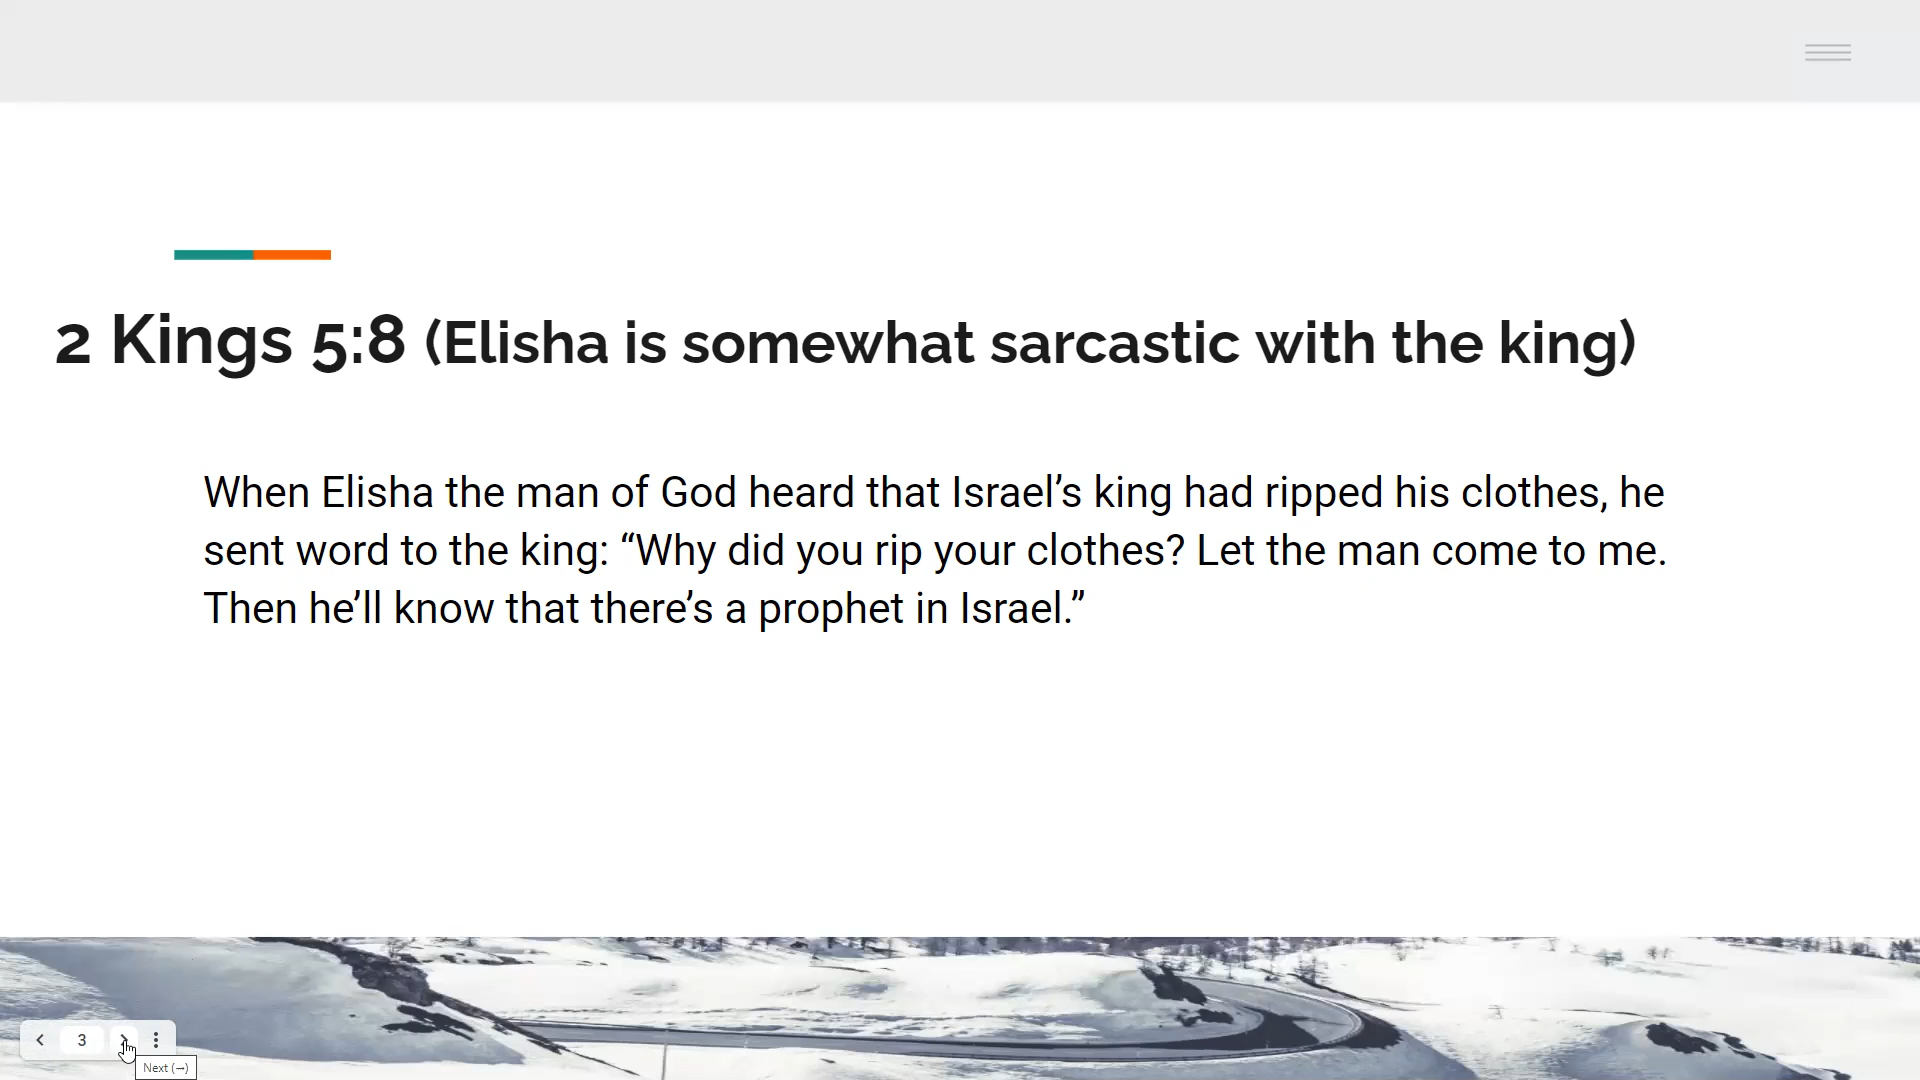 2 Kings 5:8 (Elisha is somewhat sarcastic with the king)
When Elisha the man of God heard that Israel’s king had ripped his clothes, he
sent word to the king: “Why did you rip your clothes? Let the man come to me.
Then he’ll know that there’s a prophet in Israel.”
3
Next (→)